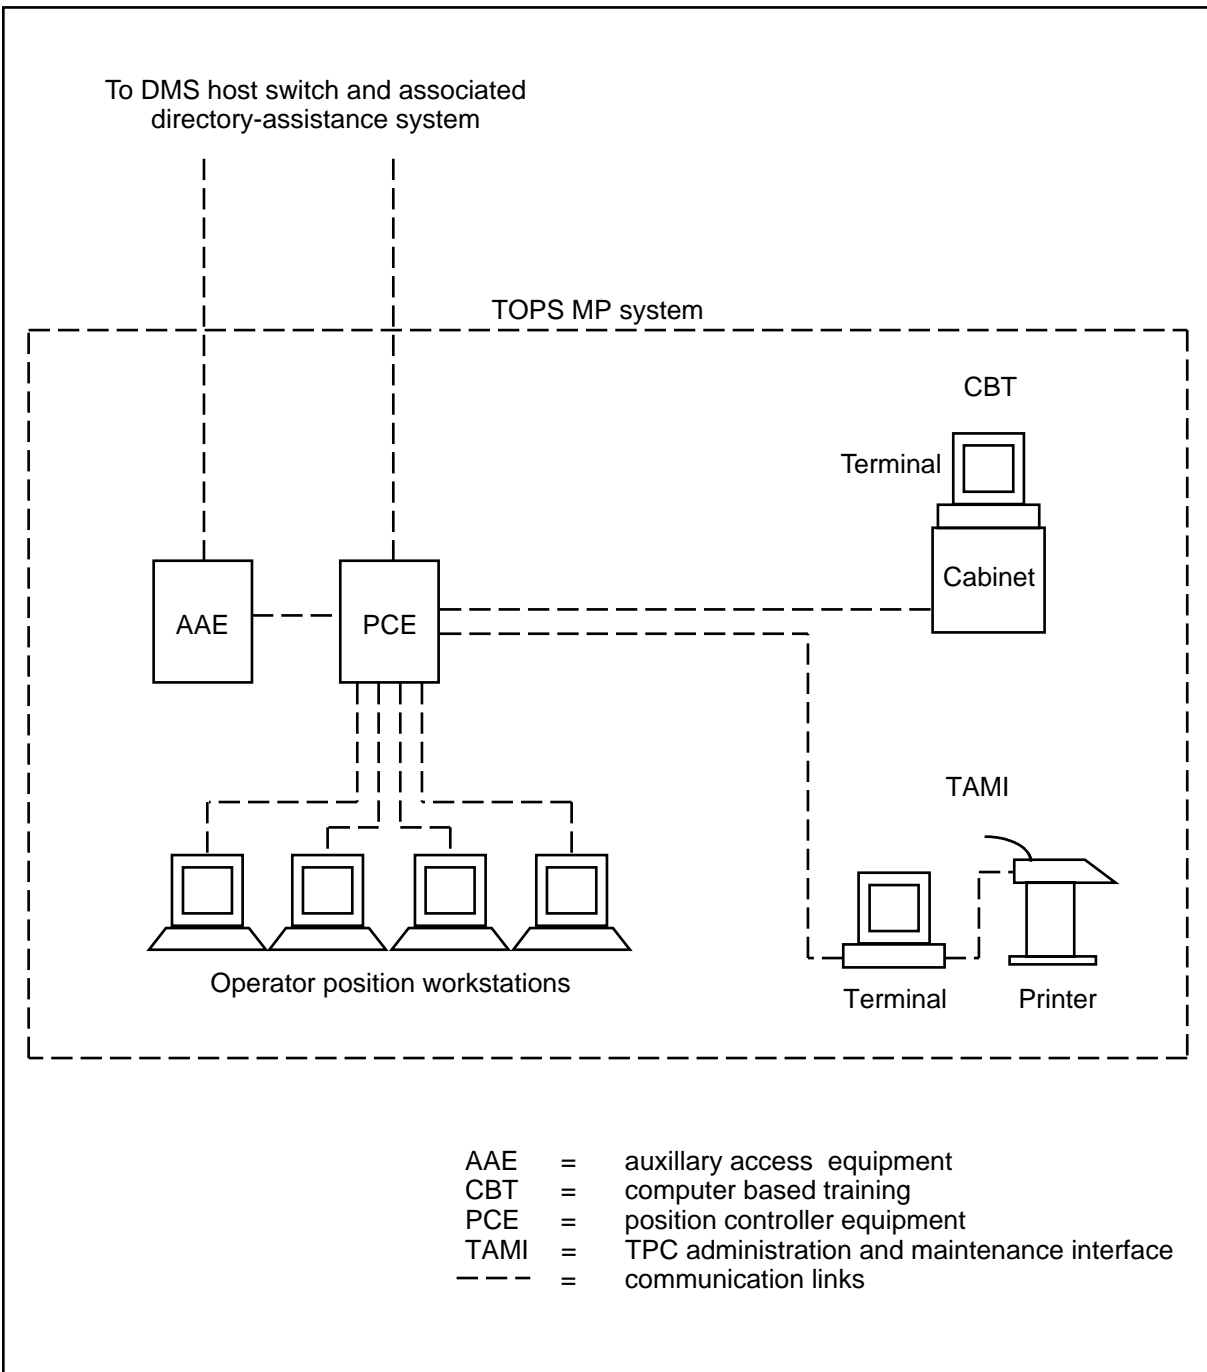 To DMS host switch and associated
directory-assistance system
TOPS MP system
CBT
Terminal
Cabinet
AAE
PCE
TAMI
Operator position workstations
Terminal
Printer
AAE = auxillary access equipment
CBT = computer based training
PCE = position controller equipment
TAMI = TPC administration and maintenance interface
= communication links